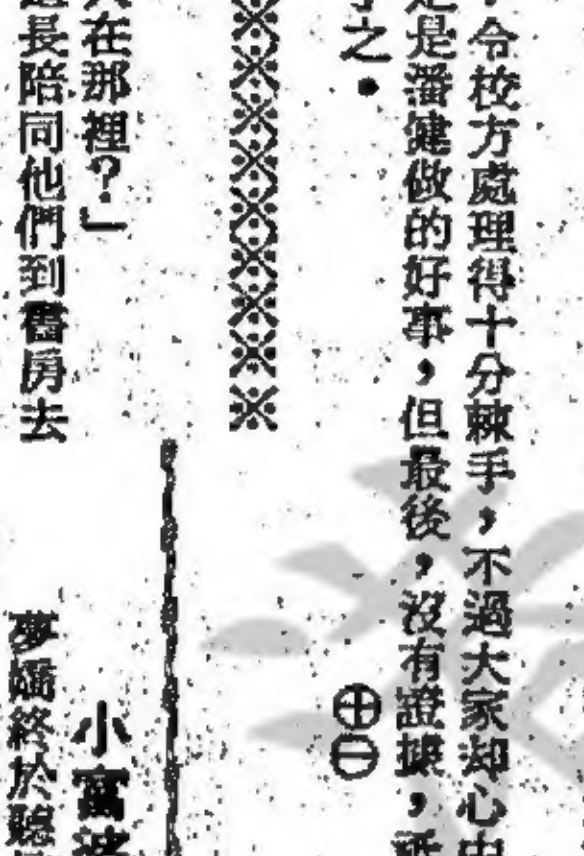 ，令校方處理得十分棘手，不過大家却心中
是潘健做的好事，但最後，沒有證據，
之．
㊉㊀
※※※※※※※※※
在那裡？」
長陪同他們到舊房去
小富
夢嬌終於聽